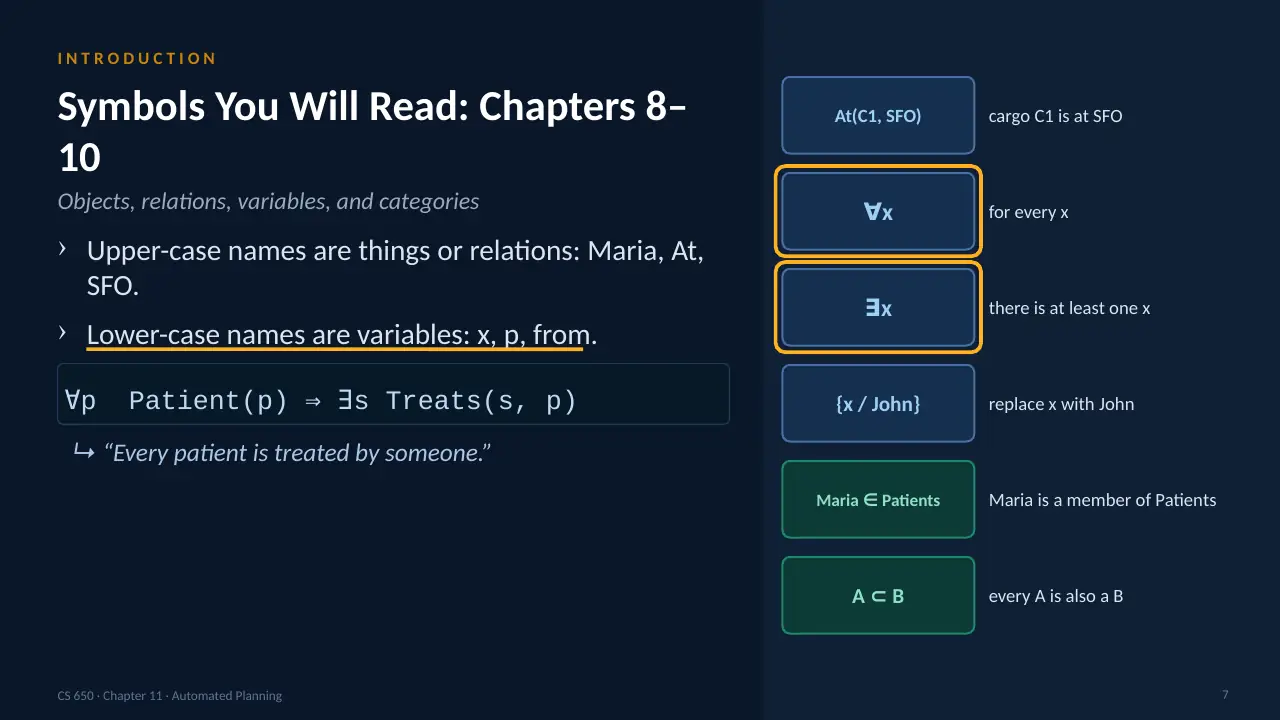 INTRODUCTION
Symbols You Will Read: Chapters 8–
10
Objects, relations, variables, and categories
› Upper-case names are things or relations: Maria, At,
SFO.
› Lower-case names are variables: x, p, from.
∀p  Patient(p) ⇒ ∃s Treats(s, p)
↪ “Every patient is treated by someone.”
At(C1, SFO) cargo C1 is at SFO
∀x for every x
∃x there is at least one x
{x / John} replace x with John
Maria ∈ Patients Maria is a member of Patients
A ⊂ B every A is also a B
CS 650 · Chapter 11 · Automated Planning
7